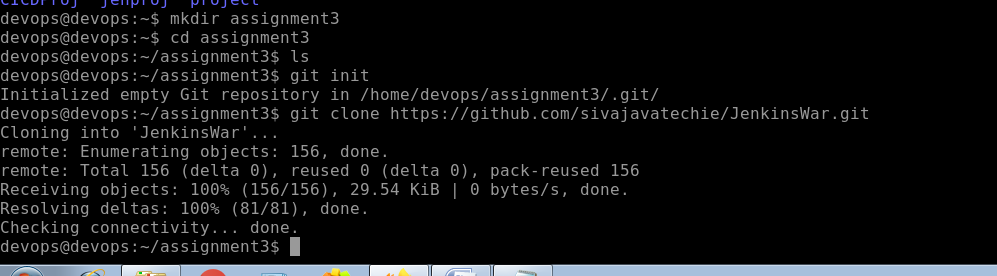 CICDProj jenproj project
devops@devops:~$ mkdir assignment3
devops@devops:~$ cd assignment3
devops@devops:~/assignment3$ ls
devops@devops:~/assignment3$ git init
Initialized empty Git repository in /home/devops/assignment3/.git/
devops@devops:~/assignment3$ git clone https://github.com/sivajavatechie/JenkinsWar.git
Cloning into 'JenkinsWar'...
remote: Enumerating objects: 156, done.
remote: Total 156 (delta 0), reused 0 (delta 0), pack-reused 156
Receiving objects: 100% (156/156), 29.54 KiB | 0 bytes/s, done.
Resolving deltas: 100% (81/81), done.
Checking connectivity... done.
devops@devops:~/assignment3$